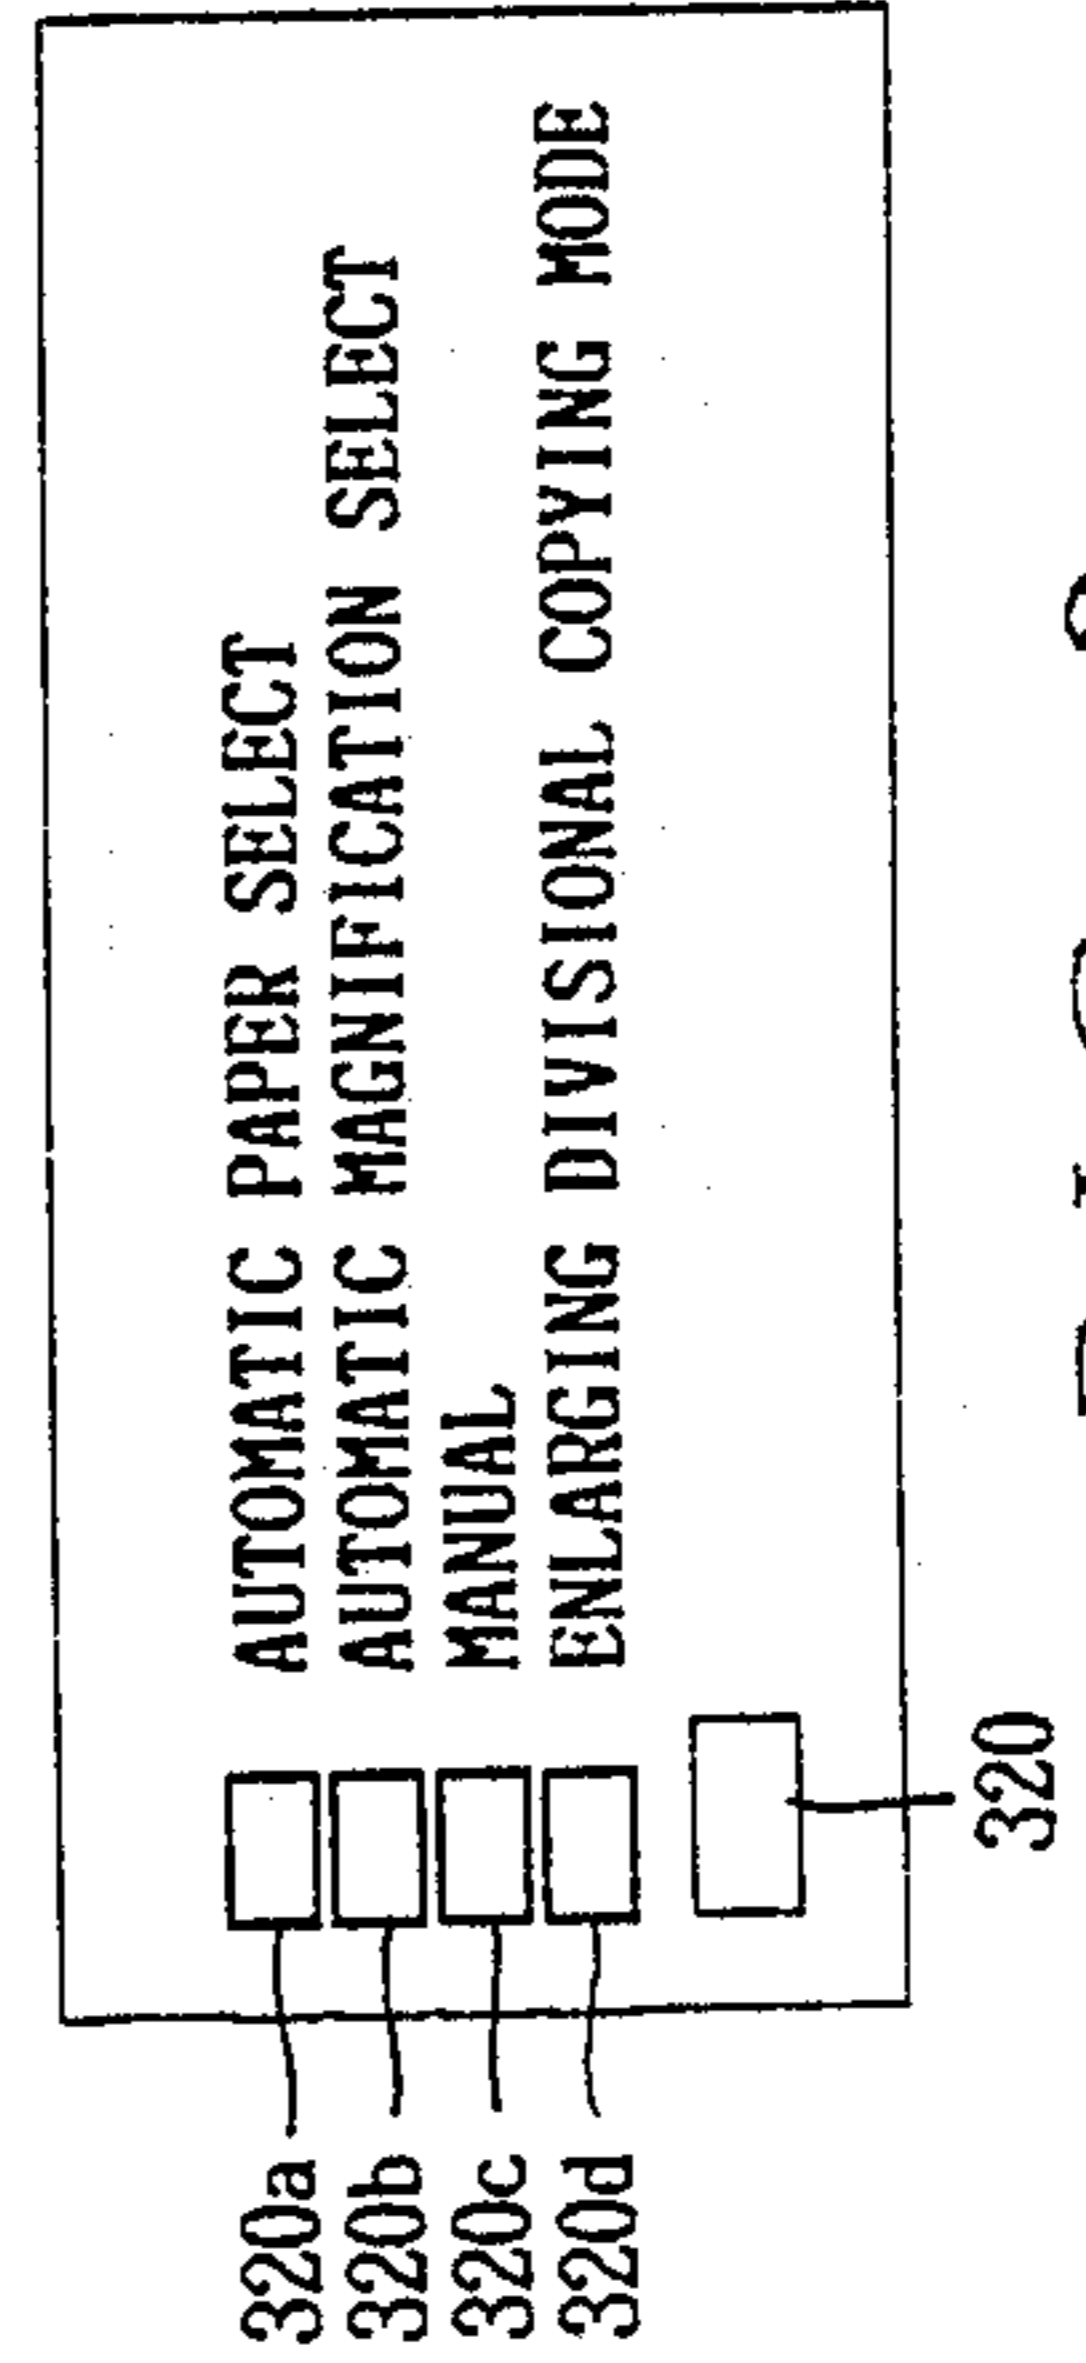 320a AUTOMATIC PAPER SELECT
320b AUTOMATIC MAGNIFICATION SELECT
320c MANUAL
320d ENLARGING DIVISIONAL COPYING MODE
320